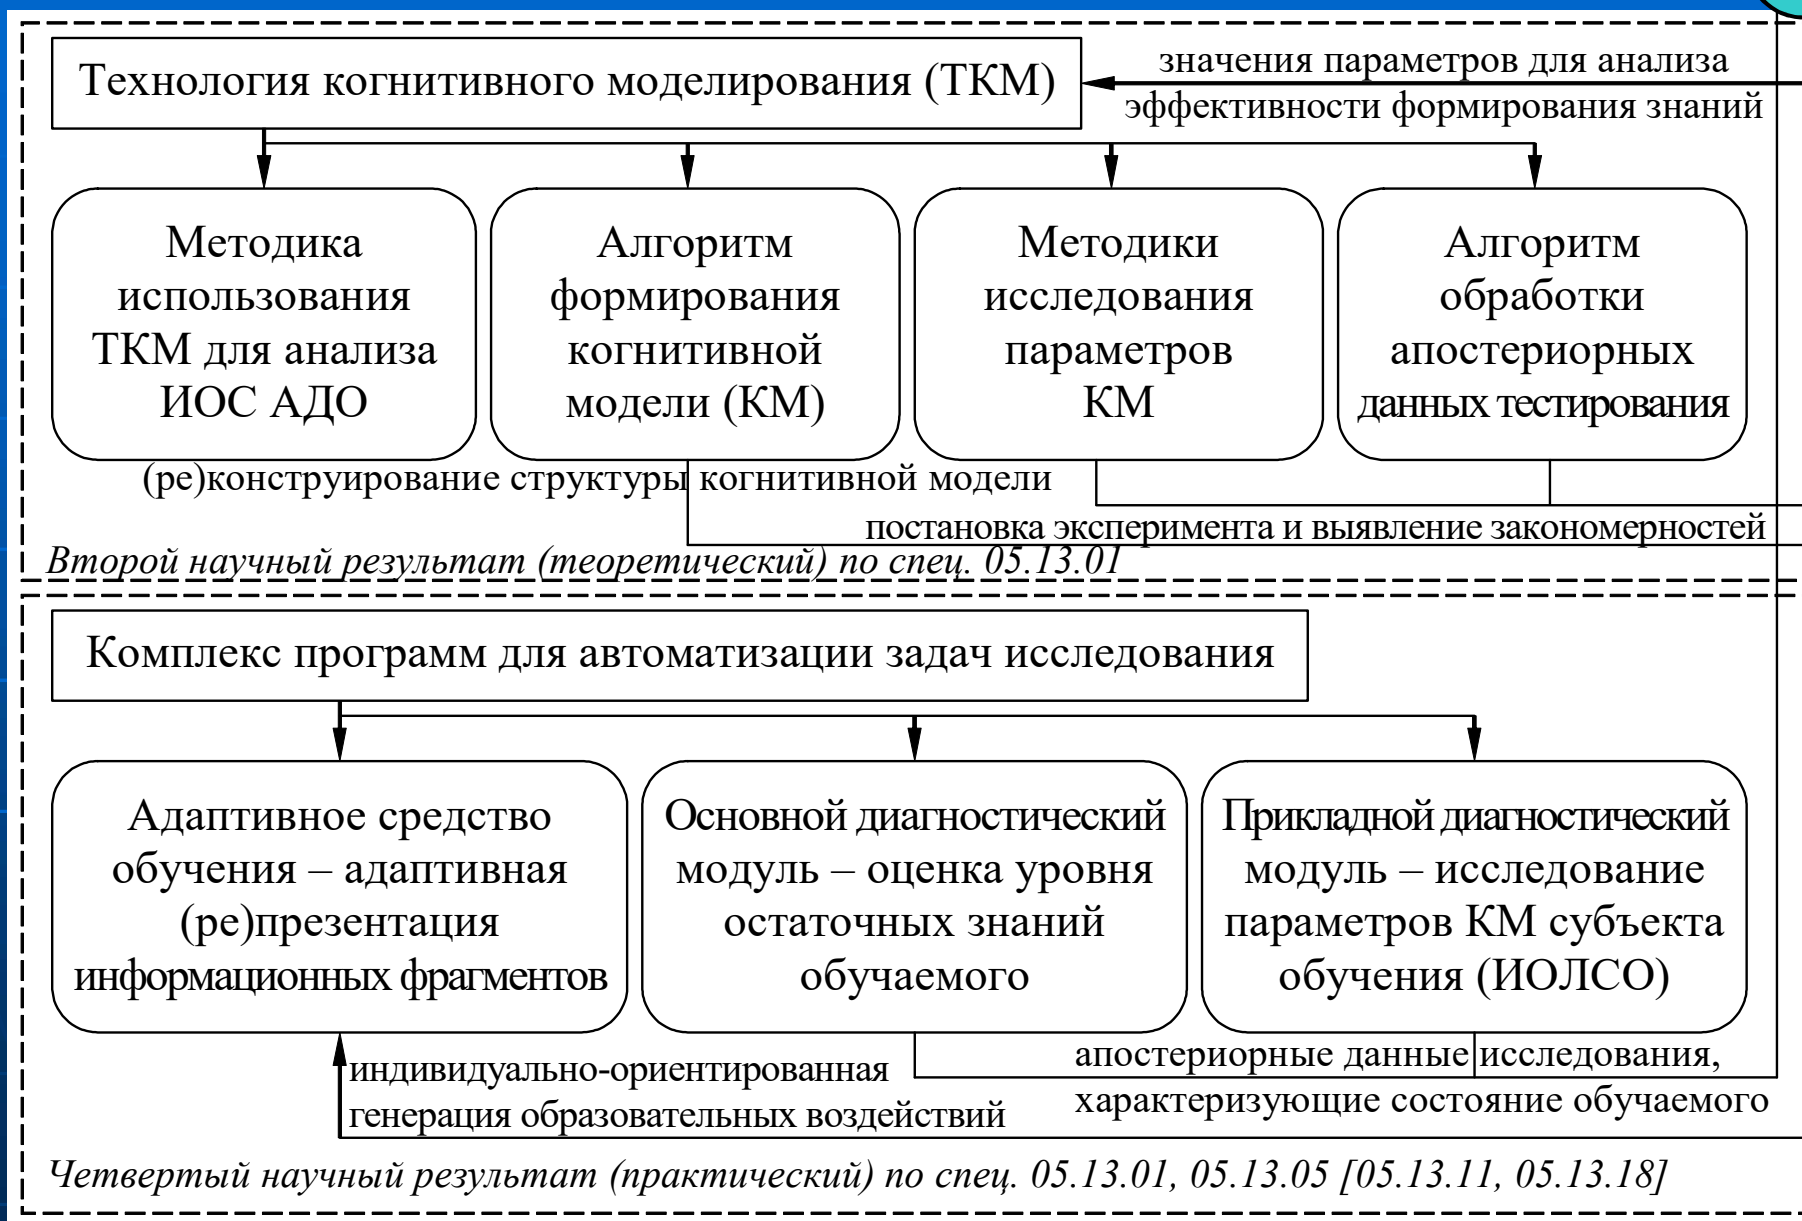 Технология когнитивного моделирования (ТКМ)
значения параметров для анализа
эффективности формирования знаний
Методика
использования
ТКМ для анализа
ИОС АДО
Алгоритм
формирования
когнитивной
модели (КМ)
Методики
исследования
параметров
КМ
Алгоритм
обработки
апостериорных
данных тестирования
(ре)конструирование структуры когнитивной модели
постановка эксперимента и выявление закономерностей
Второй научный результат (теоретический) по спец. 05.13.01
Комплекс программ для автоматизации задач исследования
Адаптивное средство
обучения – адаптивная
(ре)презентация
информационных фрагментов
Основной диагностический
модуль – оценка уровня
остаточных знаний
обучаемого
Прикладной диагностический
модуль – исследование
параметров КМ субъекта
обучения (ИОЛСО)
индивидуально-ориентированная
генерация образовательных воздействий
апостериорные данные исследования,
характеризующие состояние обучаемого
Четвертый научный результат (практический) по спец. 05.13.01, 05.13.05 [05.13.11, 05.13.18]